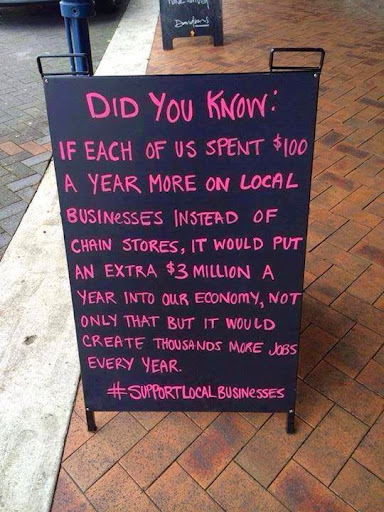 Davidson's
DID YOU KNOW:
IF EACH OF US SPENT $100
A YEAR MORE ON LOCAL
BUSINESSES INSTEAD OF
CHAIN STORES, IT WOULD PUT
AN EXTRA $3 MILLION A
YEAR INTO OUR ECONOMY, NOT
ONLY THAT BUT IT WOULD
CREATE THOUSANDS MORE JOBS
EVERY YEAR.
#SUPPORTLOCALBUSINESSES